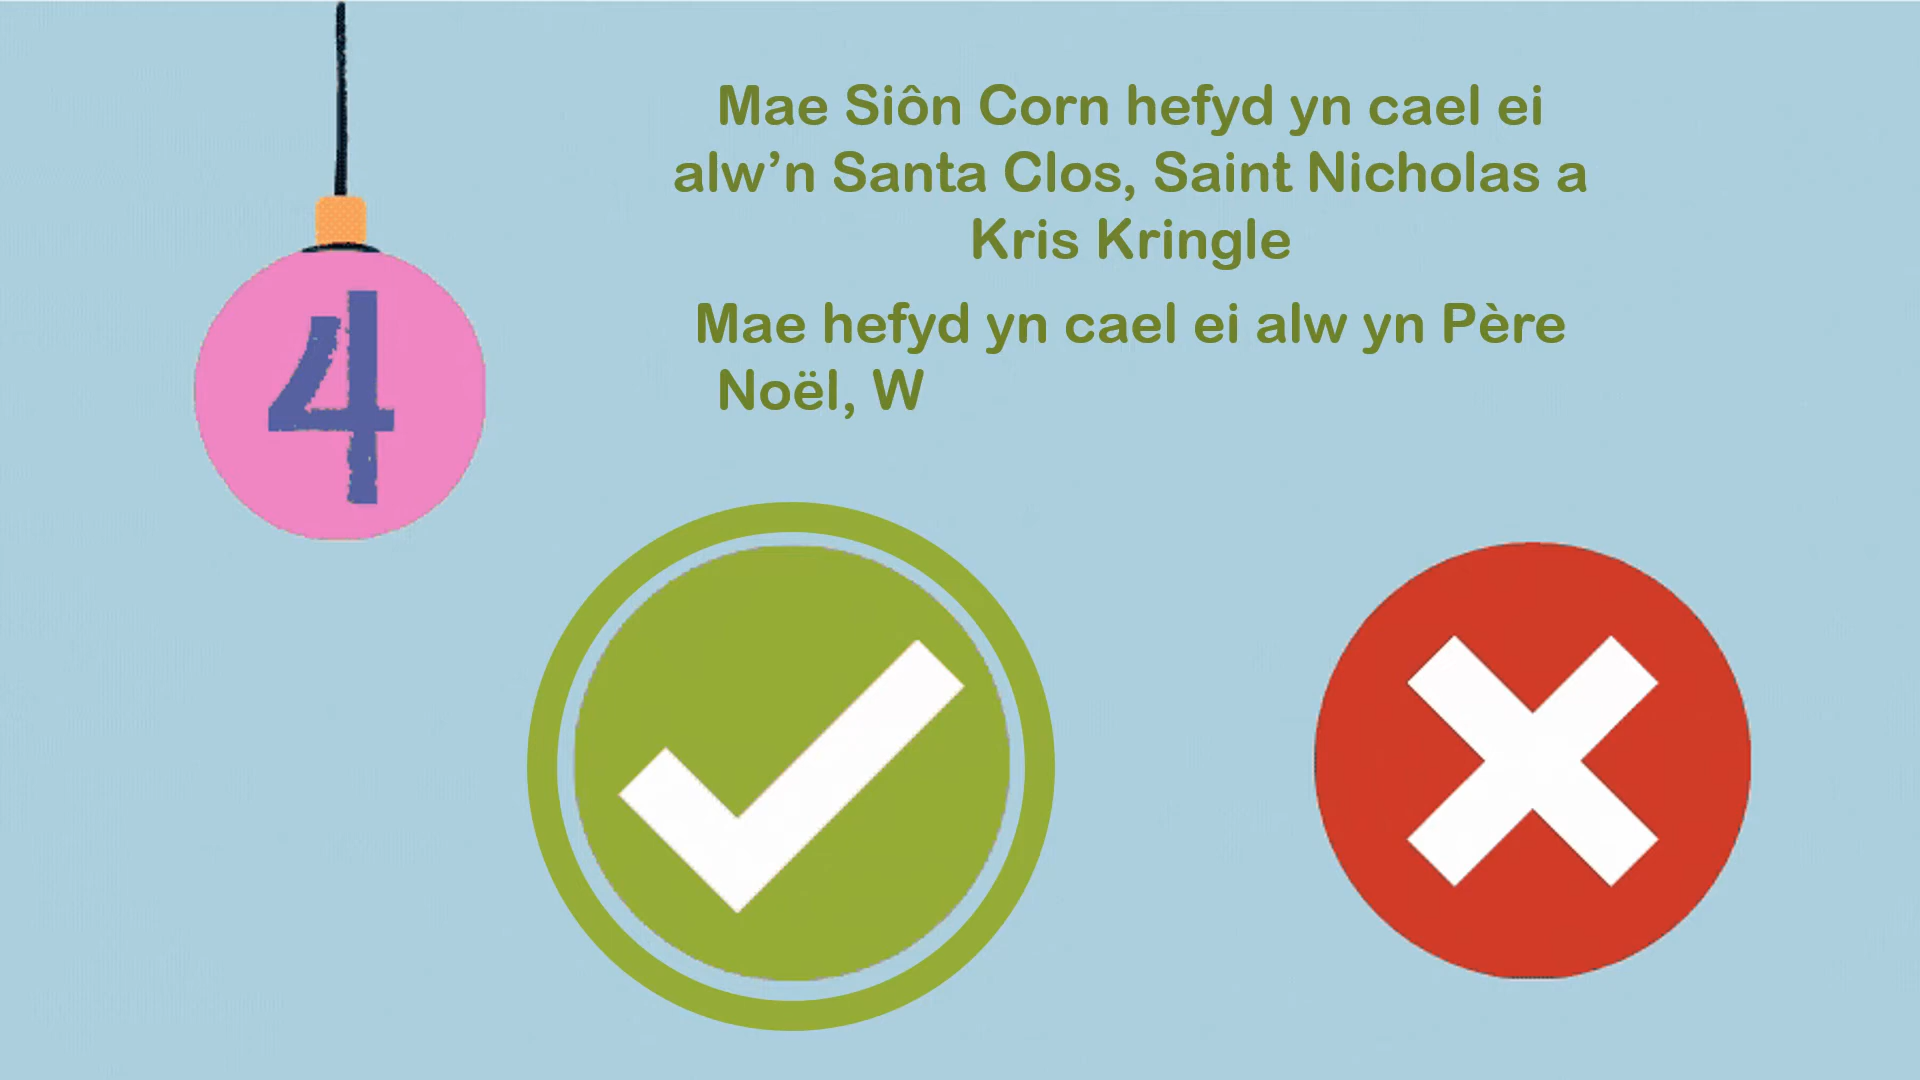 4
Mae Siôn Corn hefyd yn cael ei
alw’n Santa Clos, Saint Nicholas a
Kris Kringle
Mae hefyd yn cael ei alw yn Père
Noël, W